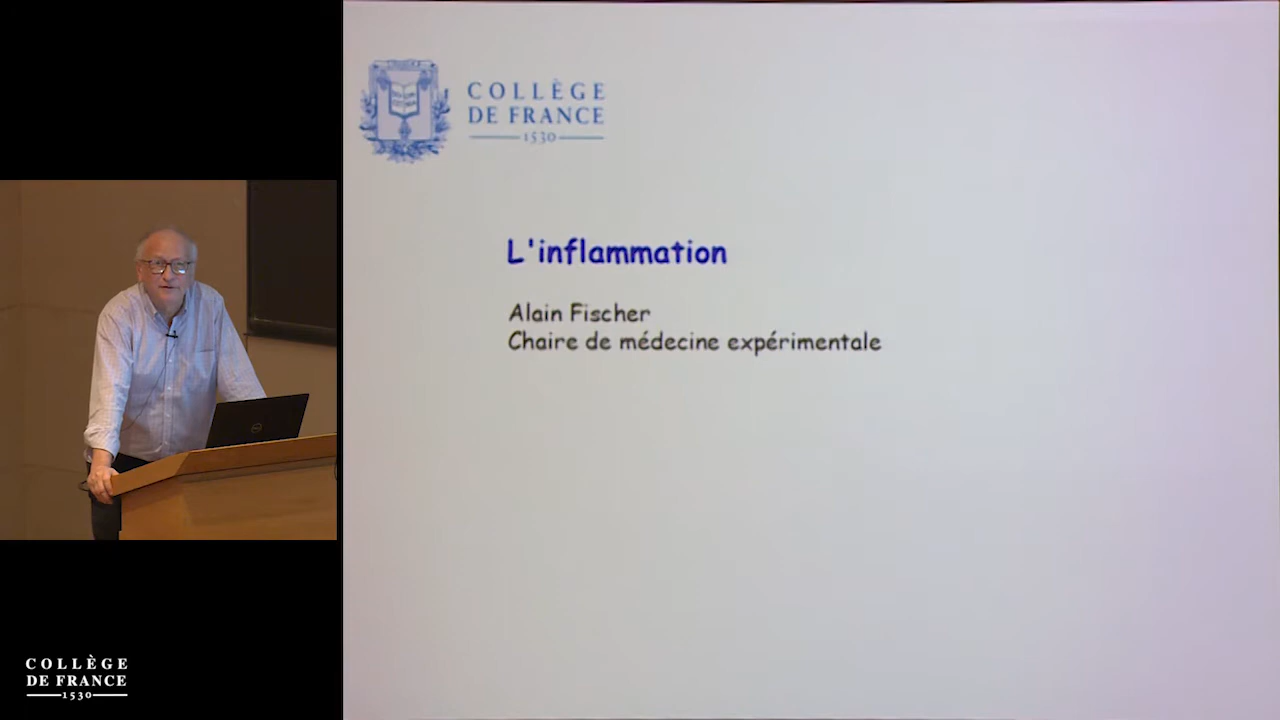 COLLÈGE
DE FRANCE
1530
L'inflammation
Alain Fischer
Chaire de médecine expérimentale
COLLÈGE
DE FRANCE
1530